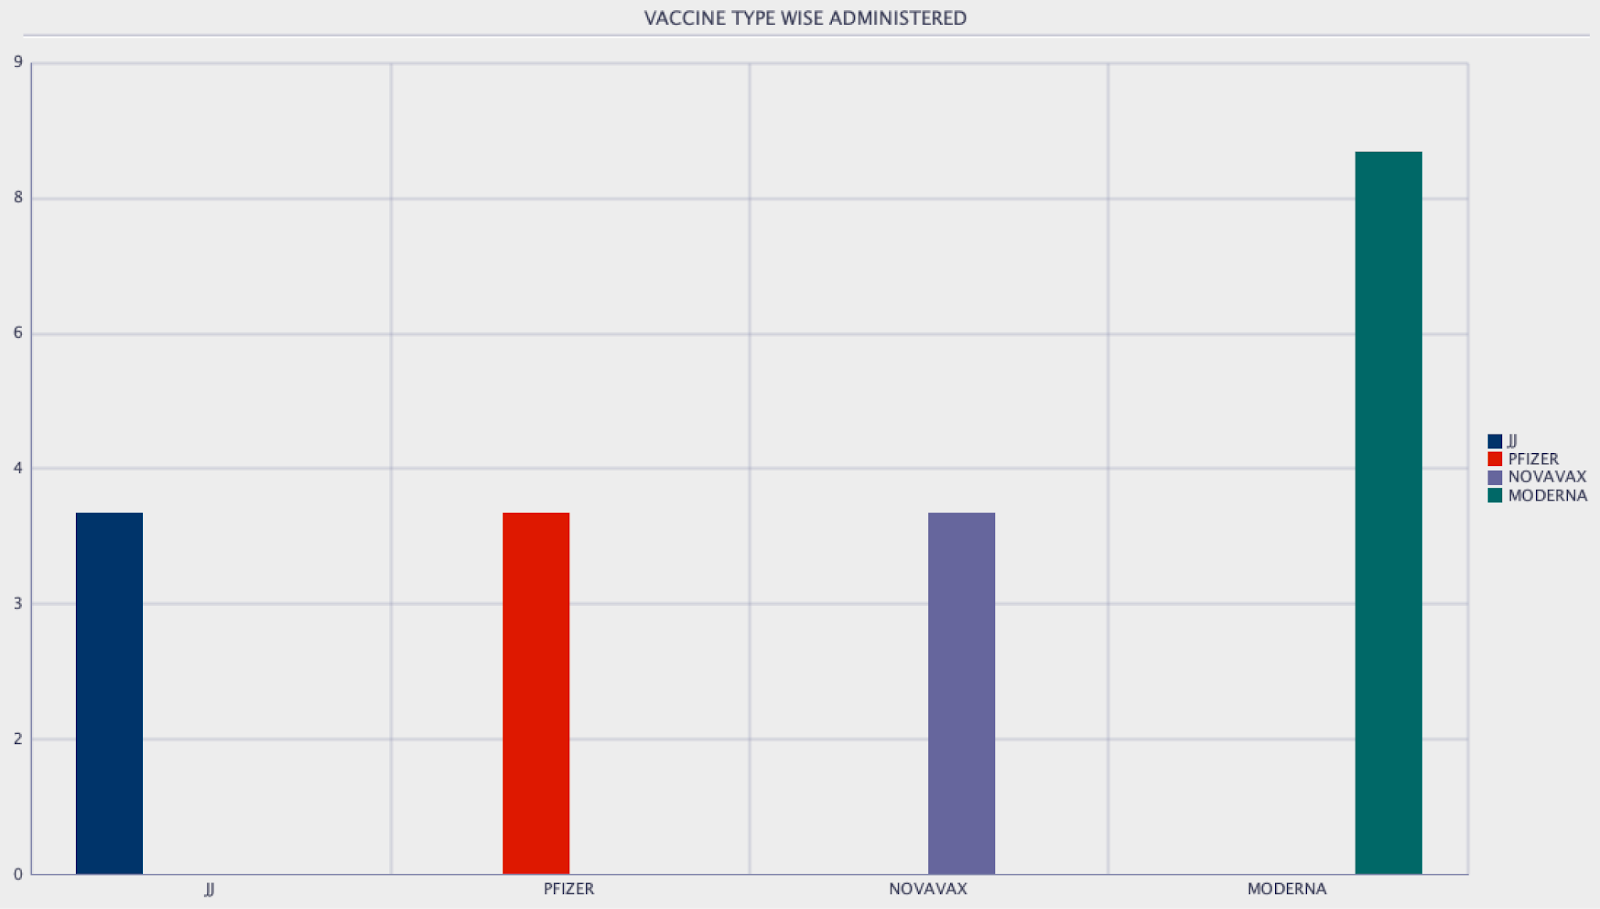 VACCINE TYPE WISE ADMINISTERED
9
8
6
4
3
2
0
JJ
PFIZER
NOVAVAX
MODERNA
JJ
PFIZER
NOVAVAX
MODERNA